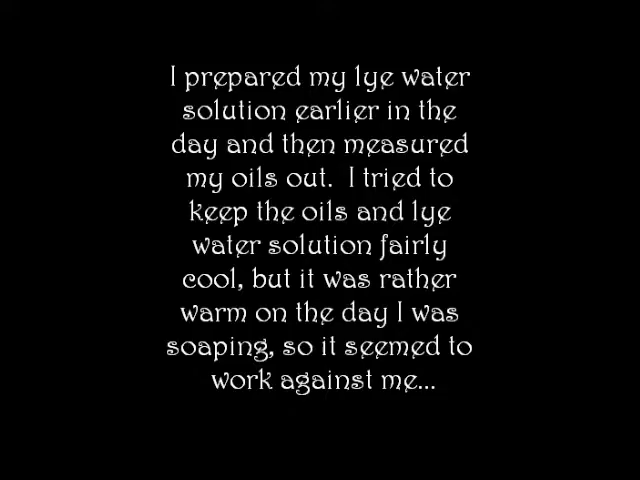 I prepared my lye water
solution earlier in the
day and then measured
my oils out.  I tried to
keep the oils and lye
water solution fairly
cool, but it was rather
warm on the day I was
soaping, so it seemed to
work against me...